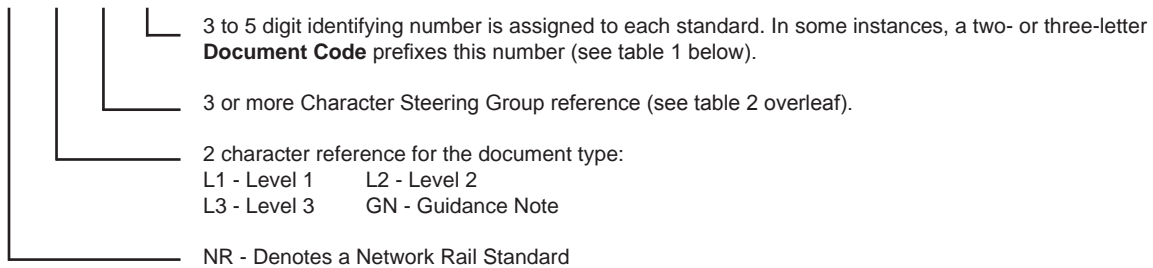 3 to 5 digit identifying number is assigned to each standard. In some instances, a two- or three-letter
Document Code prefixes this number (see table 1 below).
3 or more Character Steering Group reference (see table 2 overleaf).
2 character reference for the document type:
L1 - Level 1 L2 - Level 2
L3 - Level 3 GN - Guidance Note
NR - Denotes a Network Rail Standard